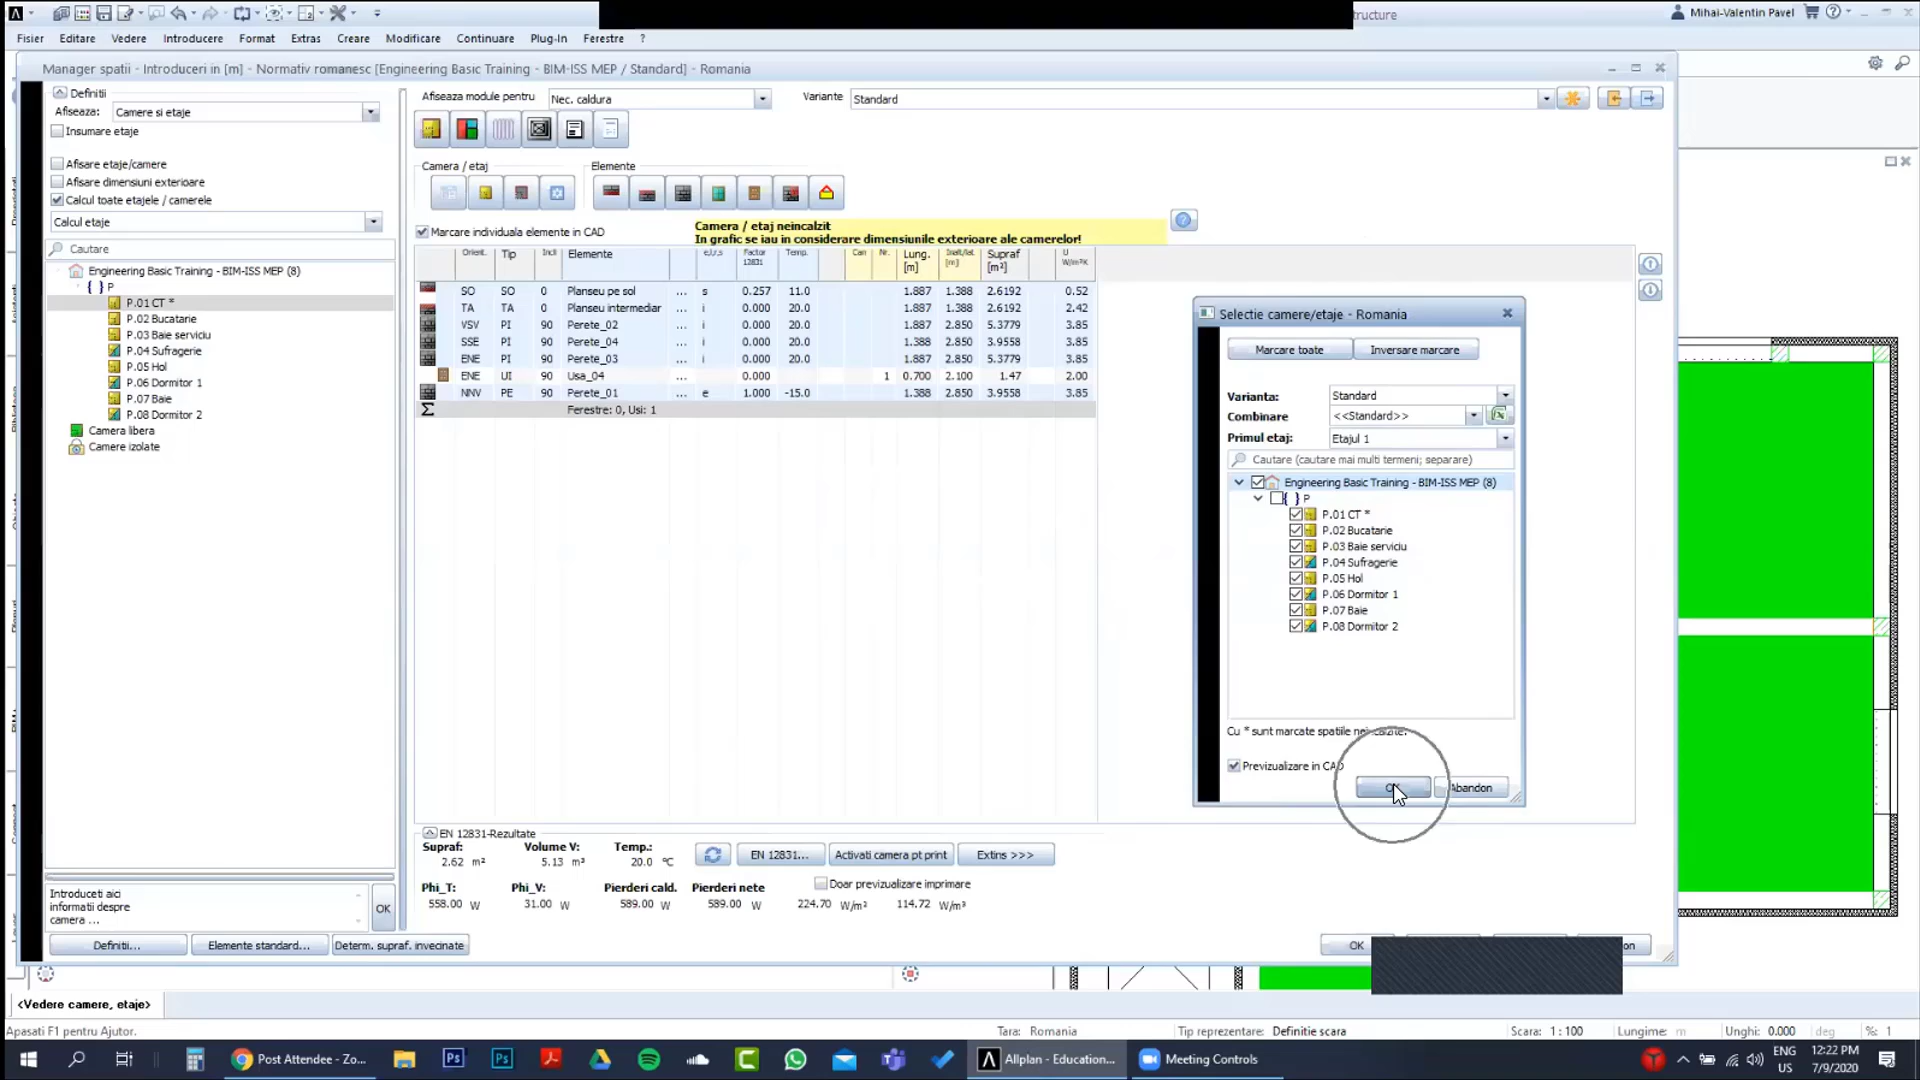 ructure
Mihai-Valentin Pavel
Fisier Editare Vedere Introducere Format Extras Creare Modificare Continuare Plug-In Ferestre ?
Manager spatii - Introduceri in [m] - Normativ romanesc [Engineering Basic Training - BIM-ISS MEP / Standard] - Romania
Definitii
Afiseaza: Camere si etaje
Insumare etaje
Afisare etaje/camere
Afisare dimensiuni exterioare
Calcul toate etajele / camerele
Calcul etaje
Cautare
Engineering Basic Training - BIM-ISS MEP (8)
{ } P
P.01 CT *
P.02 Bucatarie
P.03 Baie serviciu
P.04 Sufragerie
P.05 Hol
P.06 Dormitor 1
P.07 Baie
P.08 Dormitor 2
Camera libera
Camere izolate
Introduceti aici
informatii despre
camera ...
OK
Definitii... Elemente standard... Determ. supraf. invecinate
Afiseaza module pentru Nec. caldura Variante Standard
Camera / etaj Elemente
Marcare individuala elemente in CAD
Camera / etaj neincalzit
In grafic se iau in considerare dimensiunile exterioare ale camerelor!
Orient. Tip Incli Elemente e,i,r,s Factor 12831 Temp. Can Nr. Lung. [m] Inalt/lat. [m] Supraf [m²] U W/m²K
SO SO 0 Planseu pe sol ... s 0.257 11.0 1.887 1.388 2.6192 0.52
TA TA 0 Planseu intermediar ... i 0.000 20.0 1.887 1.388 2.6192 2.42
VSV PI 90 Perete_02 ... i 0.000 20.0 1.887 2.850 5.3779 3.85
SSE PI 90 Perete_04 ... i 0.000 20.0 1.388 2.850 3.9558 3.85
ENE PI 90 Perete_03 ... i 0.000 20.0 1.887 2.850 5.3779 3.85
ENE UI 90 Usa_04 ... 0.000 1 0.700 2.100 1.47 2.00
NNV PE 90 Perete_01 ... e 1.000 -15.0 1.388 2.850 3.9558 3.85
Σ Ferestre: 0, Usi: 1
Selectie camere/etaje - Romania
Marcare toate Inversare marcare
Varianta: Standard
Combinare <<Standard>>
Primul etaj: Etajul 1
Cautare (cautare mai multi termeni; separare)
Engineering Basic Training - BIM-ISS MEP (8)
{ } P
P.01 CT *
P.02 Bucatarie
P.03 Baie serviciu
P.04 Sufragerie
P.05 Hol
P.06 Dormitor 1
P.07 Baie
P.08 Dormitor 2
Cu * sunt marcate spatiile neincalzite.
Previzualizare in CAD
OK Abandon
EN 12831-Rezultate
Supraf: Volume V: Temp.:
2.62 m² 5.13 m³ 20.0 °C
EN 12831... Activati camera pt print Extins >>>
Phi_T: Phi_V: Pierderi cald. Pierderi nete Doar previzualizare imprimare
558.00 W 31.00 W 589.00 W 589.00 W 224.70 W/m² 114.72 W/m³
OK on
<Vedere camere, etaje>
Apasati F1 pentru Ajutor. Tara: Romania Tip reprezentare: Definitie scara Scara: 1 : 100 Lungime: m Unghi: 0.000 deg %: 1
Post Attendee - Zo... Allplan - Education... Meeting Controls
ENG
US
12:22 PM
7/9/2020